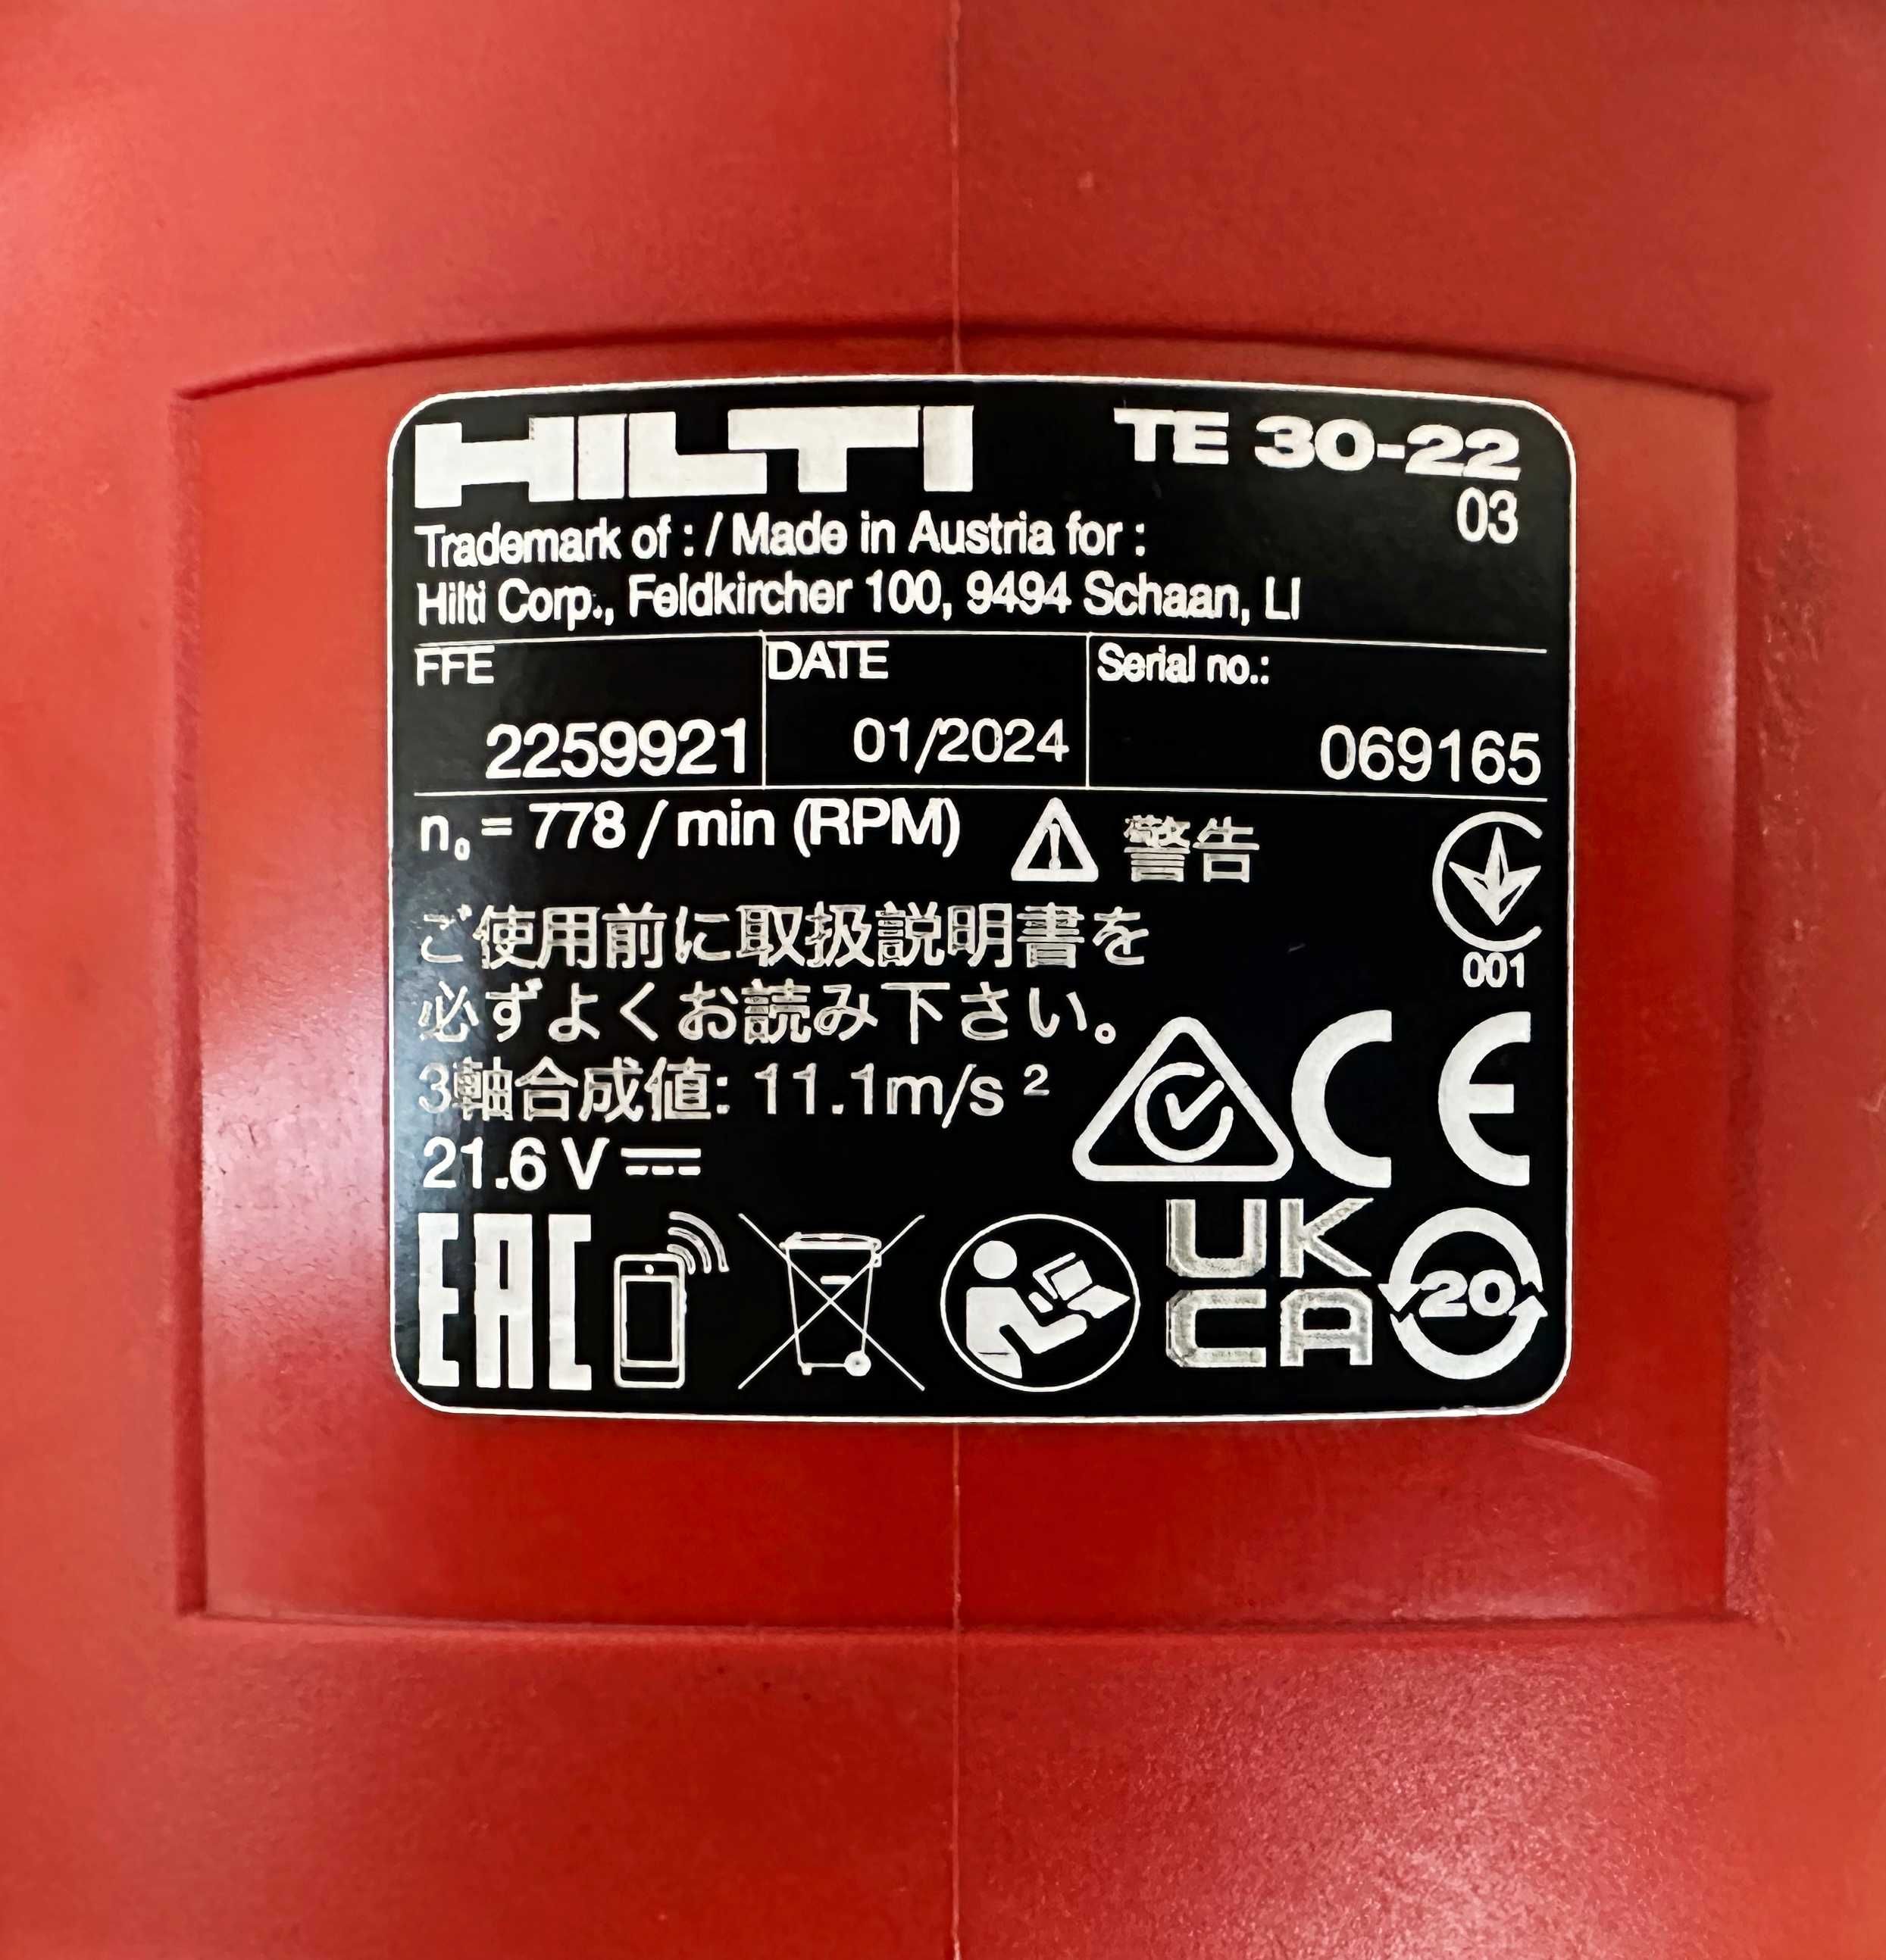 HILTI TE 30-22
03
Trademark of : / Made in Austria for :
Hilti Corp., Feldkircher 100, 9494 Schaan, LI
FFE DATE Serial no.:
2259921 01/2024 069165
n₀ = 778 / min (RPM) 警告
ご使用前に取扱説明書を
001
必ずよくお読み下さい。
3軸合成値: 11.1m/s ²
CE
21.6 V
EAC
UK
CA
20